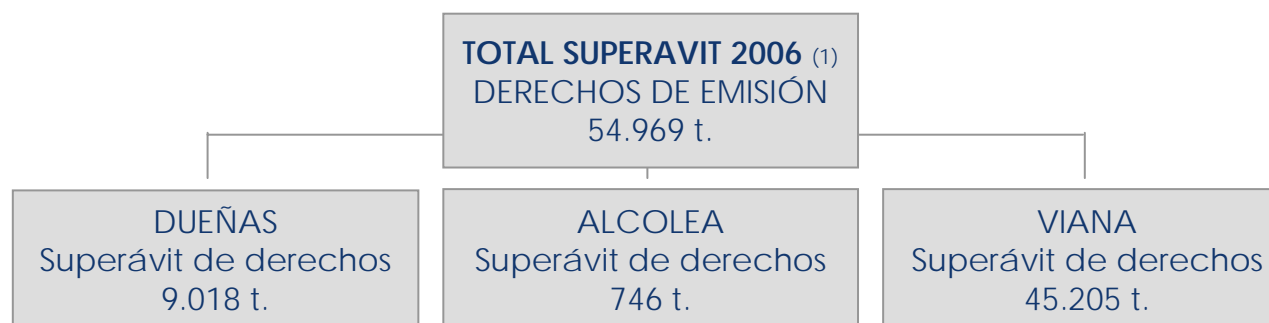 TOTAL SUPERAVIT 2006 (1)
DERECHOS DE EMISIÓN
54.969 t.
DUEÑAS
Superávit de derechos
9.018 t.
ALCOLEA
Superávit de derechos
746 t.
VIANA
Superávit de derechos
45.205 t.